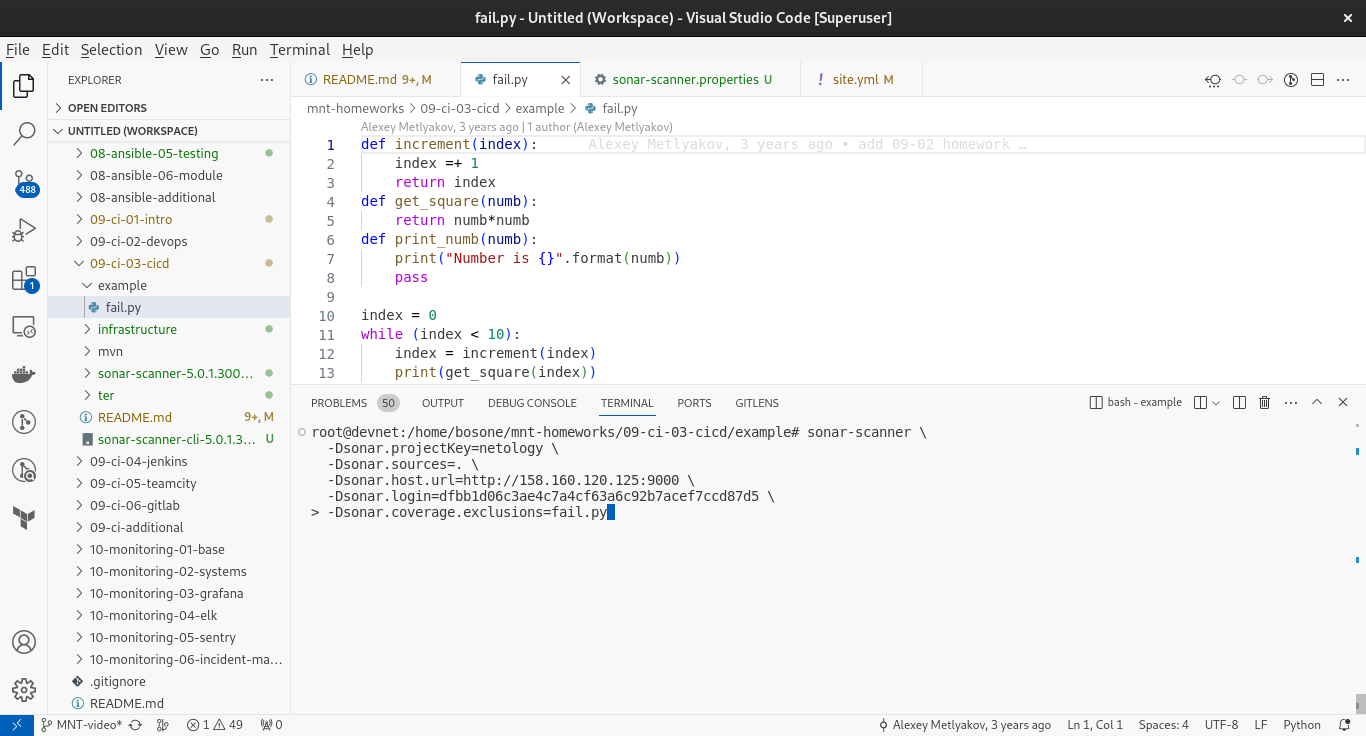 fail.py - Untitled (Workspace) - Visual Studio Code [Superuser]
File Edit Selection View Go Run Terminal Help
EXPLORER
OPEN EDITORS
UNTITLED (WORKSPACE)
08-ansible-05-testing
08-ansible-06-module
08-ansible-additional
09-ci-01-intro
09-ci-02-devops
09-ci-03-cicd
example
fail.py
infrastructure
mvn
sonar-scanner-5.0.1.300...
ter
README.md 9+, M
sonar-scanner-cli-5.0.1.3... U
09-ci-04-jenkins
09-ci-05-teamcity
09-ci-06-gitlab
09-ci-additional
10-monitoring-01-base
10-monitoring-02-systems
10-monitoring-03-grafana
10-monitoring-04-elk
10-monitoring-05-sentry
10-monitoring-06-incident-ma...
.gitignore
README.md
488
1
README.md 9+, M fail.py sonar-scanner.properties U ! site.yml M
mnt-homeworks > 09-ci-03-cicd > example > fail.py
Alexey Metlyakov, 3 years ago | 1 author (Alexey Metlyakov)
1 def increment(index): Alexey Metlyakov, 3 years ago • add 09-02 homework …
2 index =+ 1
3 return index
4 def get_square(numb):
5 return numb*numb
6 def print_numb(numb):
7 print("Number is {}".format(numb))
8 pass
9
10 index = 0
11 while (index < 10):
12 index = increment(index)
13 print(get_square(index))
PROBLEMS 50 OUTPUT DEBUG CONSOLE TERMINAL PORTS GITLENS bash - example
root@devnet:/home/bosone/mnt-homeworks/09-ci-03-cicd/example# sonar-scanner \
-Dsonar.projectKey=netology \
-Dsonar.sources=. \
-Dsonar.host.url=http://158.160.120.125:9000 \
-Dsonar.login=dfbb1d06c3ae4c7a4cf63a6c92b7acef7ccd87d5 \
> -Dsonar.coverage.exclusions=fail.py
MNT-video* 1 49 0 Alexey Metlyakov, 3 years ago Ln 1, Col 1 Spaces: 4 UTF-8 LF Python